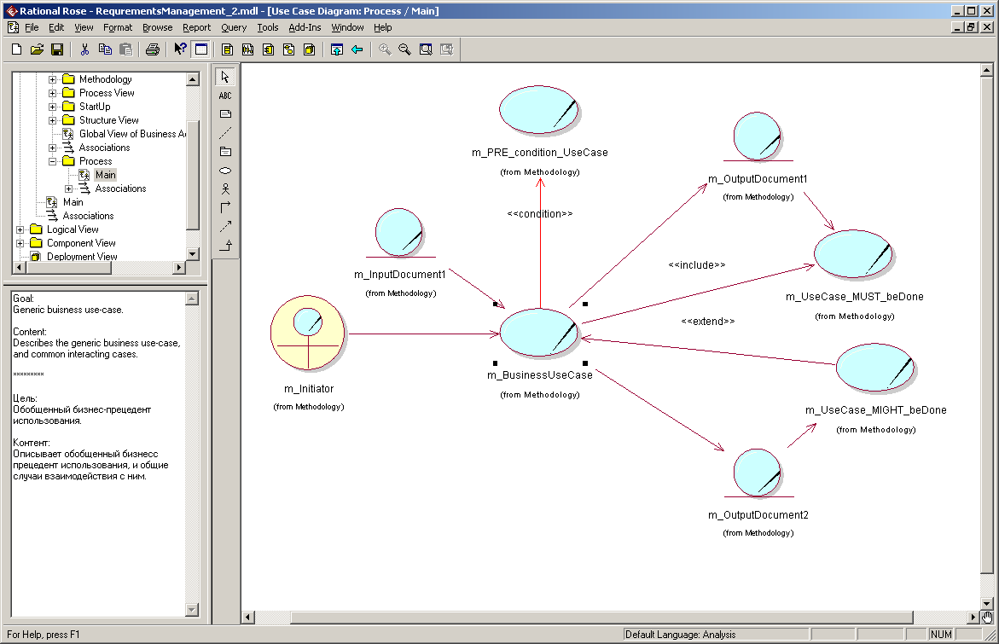 Rational Rose - RequrementsManagement_2.mdl - [Use Case Diagram: Process / Main]
File Edit View Format Browse Report Query Tools Add-Ins Window Help
Methodology
Process View
StartUp
Structure View
Global View of Business A
Associations
Process
Main
Associations
Main
Associations
Logical View
Component View
Deployment View
Goal:
Generic buisness use-case.
Content:
Describes the generic business use-case,
and common interacting cases.
*********
Цель:
Обобщенный бизнес-прецедент
использования.
Контент:
Описывает обобщенный бизнесс
прецедент использования, и общие
случаи взаимодействия с ним.
ABC
m_PRE_condition_UseCase
(from Methodology)
<<condition>>
m_OutputDocument1
(from Methodology)
m_InputDocument1
(from Methodology)
<<include>>
m_UseCase_MUST_beDone
(from Methodology)
<<extend>>
m_Initiator
(from Methodology)
m_BusinessUseCase
(from Methodology)
m_UseCase_MIGHT_beDone
(from Methodology)
m_OutputDocument2
(from Methodology)
For Help, press F1
Default Language: Analysis
NUM